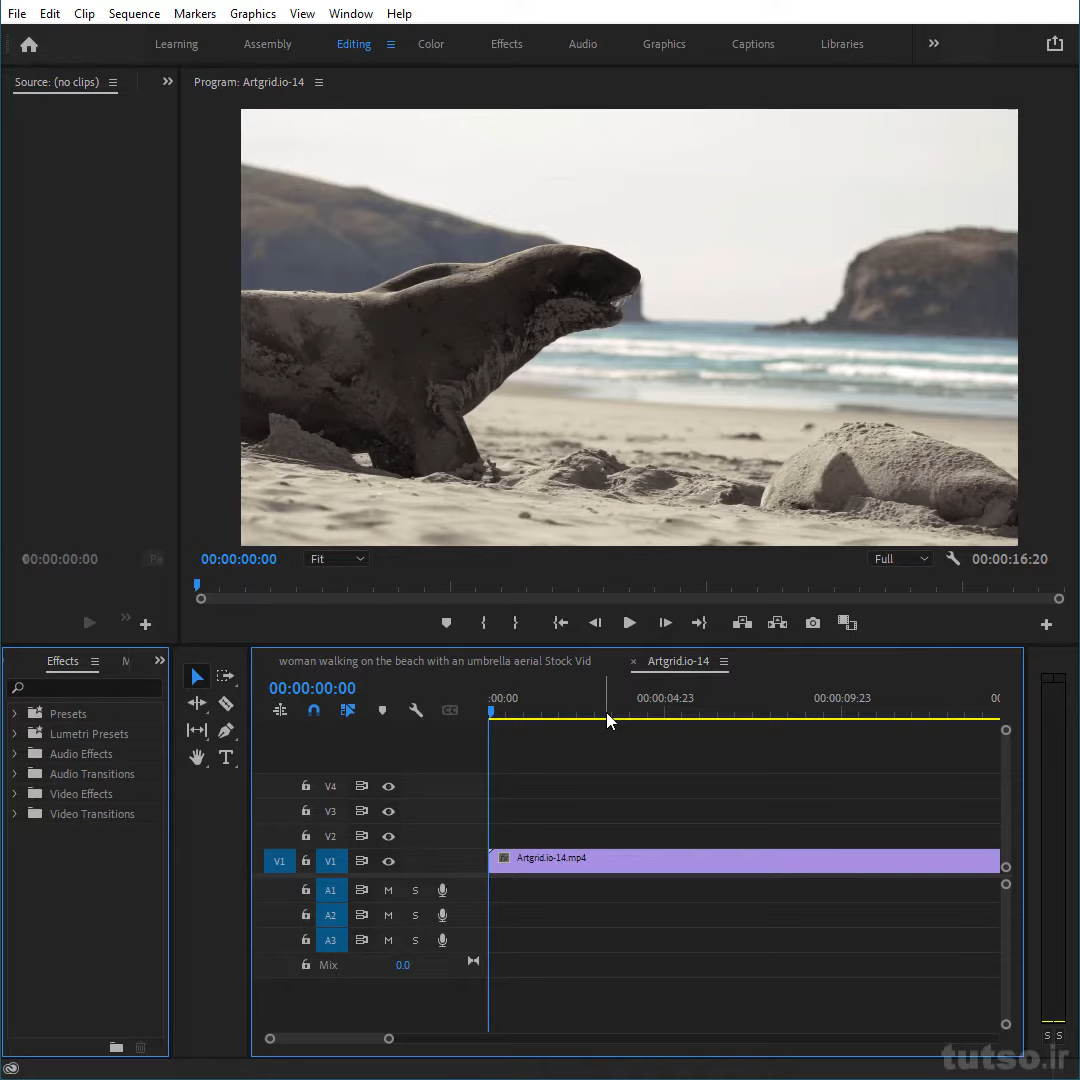 File Edit Clip Sequence Markers Graphics View Window Help
Learning Assembly Editing Color Effects Audio Graphics Captions Libraries
Source: (no clips) Program: Artgrid.io-14
00:00:00:00 Pa 00:00:00:00 Fit Full 00:00:16:20
Effects M woman walking on the beach with an umbrella aerial Stock Vid × Artgrid.io-14
00:00:00:00
:00:00 00:00:04:23 00:00:09:23 00
Presets
Lumetri Presets
Audio Effects
Audio Transitions
Video Effects
Video Transitions
V4
V3
V2
V1 V1 Artgrid.io-14.mp4
A1 M S
A2 M S
A3 M S
Mix 0.0
S S
tutso.ir